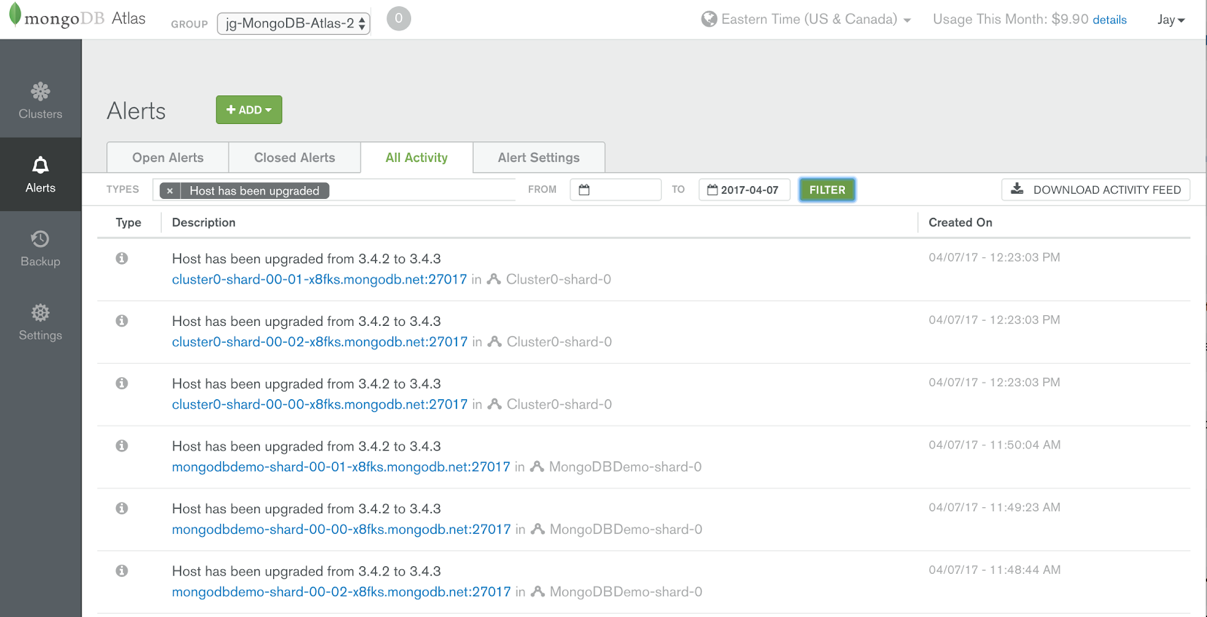 mongoDB Atlas GROUP jg-MongoDB-Atlas-2 0 Eastern Time (US & Canada) Usage This Month: $9.90 details Jay
Clusters
Alerts
Backup
Settings
Alerts + ADD
Open Alerts Closed Alerts All Activity Alert Settings
TYPES × Host has been upgraded FROM TO 2017-04-07 FILTER DOWNLOAD ACTIVITY FEED
Type Description Created On
Host has been upgraded from 3.4.2 to 3.4.3 04/07/17 - 12:23:03 PM
cluster0-shard-00-01-x8fks.mongodb.net:27017 in Cluster0-shard-0
Host has been upgraded from 3.4.2 to 3.4.3 04/07/17 - 12:23:03 PM
cluster0-shard-00-02-x8fks.mongodb.net:27017 in Cluster0-shard-0
Host has been upgraded from 3.4.2 to 3.4.3 04/07/17 - 12:23:03 PM
cluster0-shard-00-00-x8fks.mongodb.net:27017 in Cluster0-shard-0
Host has been upgraded from 3.4.2 to 3.4.3 04/07/17 - 11:50:04 AM
mongodbdemo-shard-00-01-x8fks.mongodb.net:27017 in MongoDBDemo-shard-0
Host has been upgraded from 3.4.2 to 3.4.3 04/07/17 - 11:49:23 AM
mongodbdemo-shard-00-00-x8fks.mongodb.net:27017 in MongoDBDemo-shard-0
Host has been upgraded from 3.4.2 to 3.4.3 04/07/17 - 11:48:44 AM
mongodbdemo-shard-00-02-x8fks.mongodb.net:27017 in MongoDBDemo-shard-0